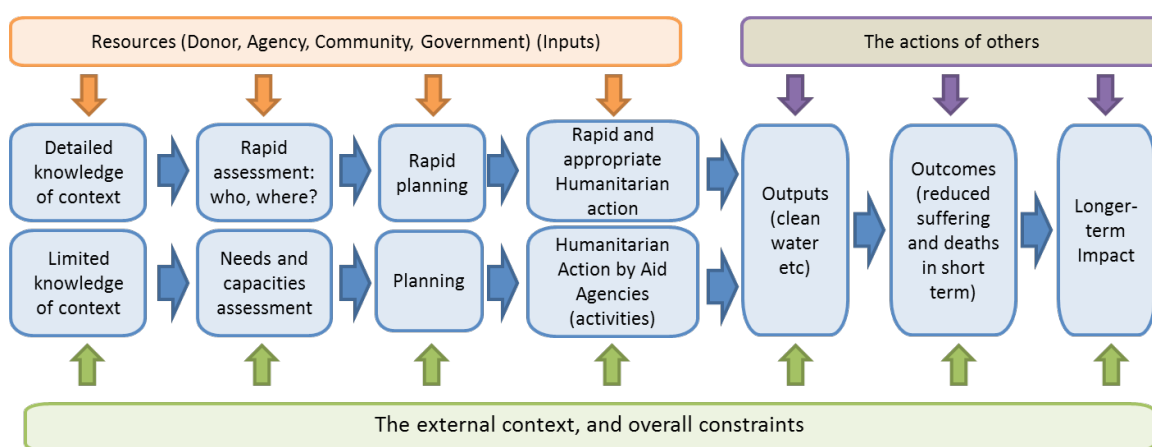 Resources (Donor, Agency, Community, Government) (Inputs)
The actions of others
Detailed
knowledge
of context
Rapid
assessment:
who, where?
Rapid
planning
Rapid and
appropriate
Humanitarian
action
Limited
knowledge
of context
Needs and
capacities
assessment
Planning
Humanitarian
Action by Aid
Agencies
(activities)
Outputs
(clean
water
etc)
Outcomes
(reduced
suffering
and deaths
in short
term)
Longer-
term
Impact
The external context, and overall constraints